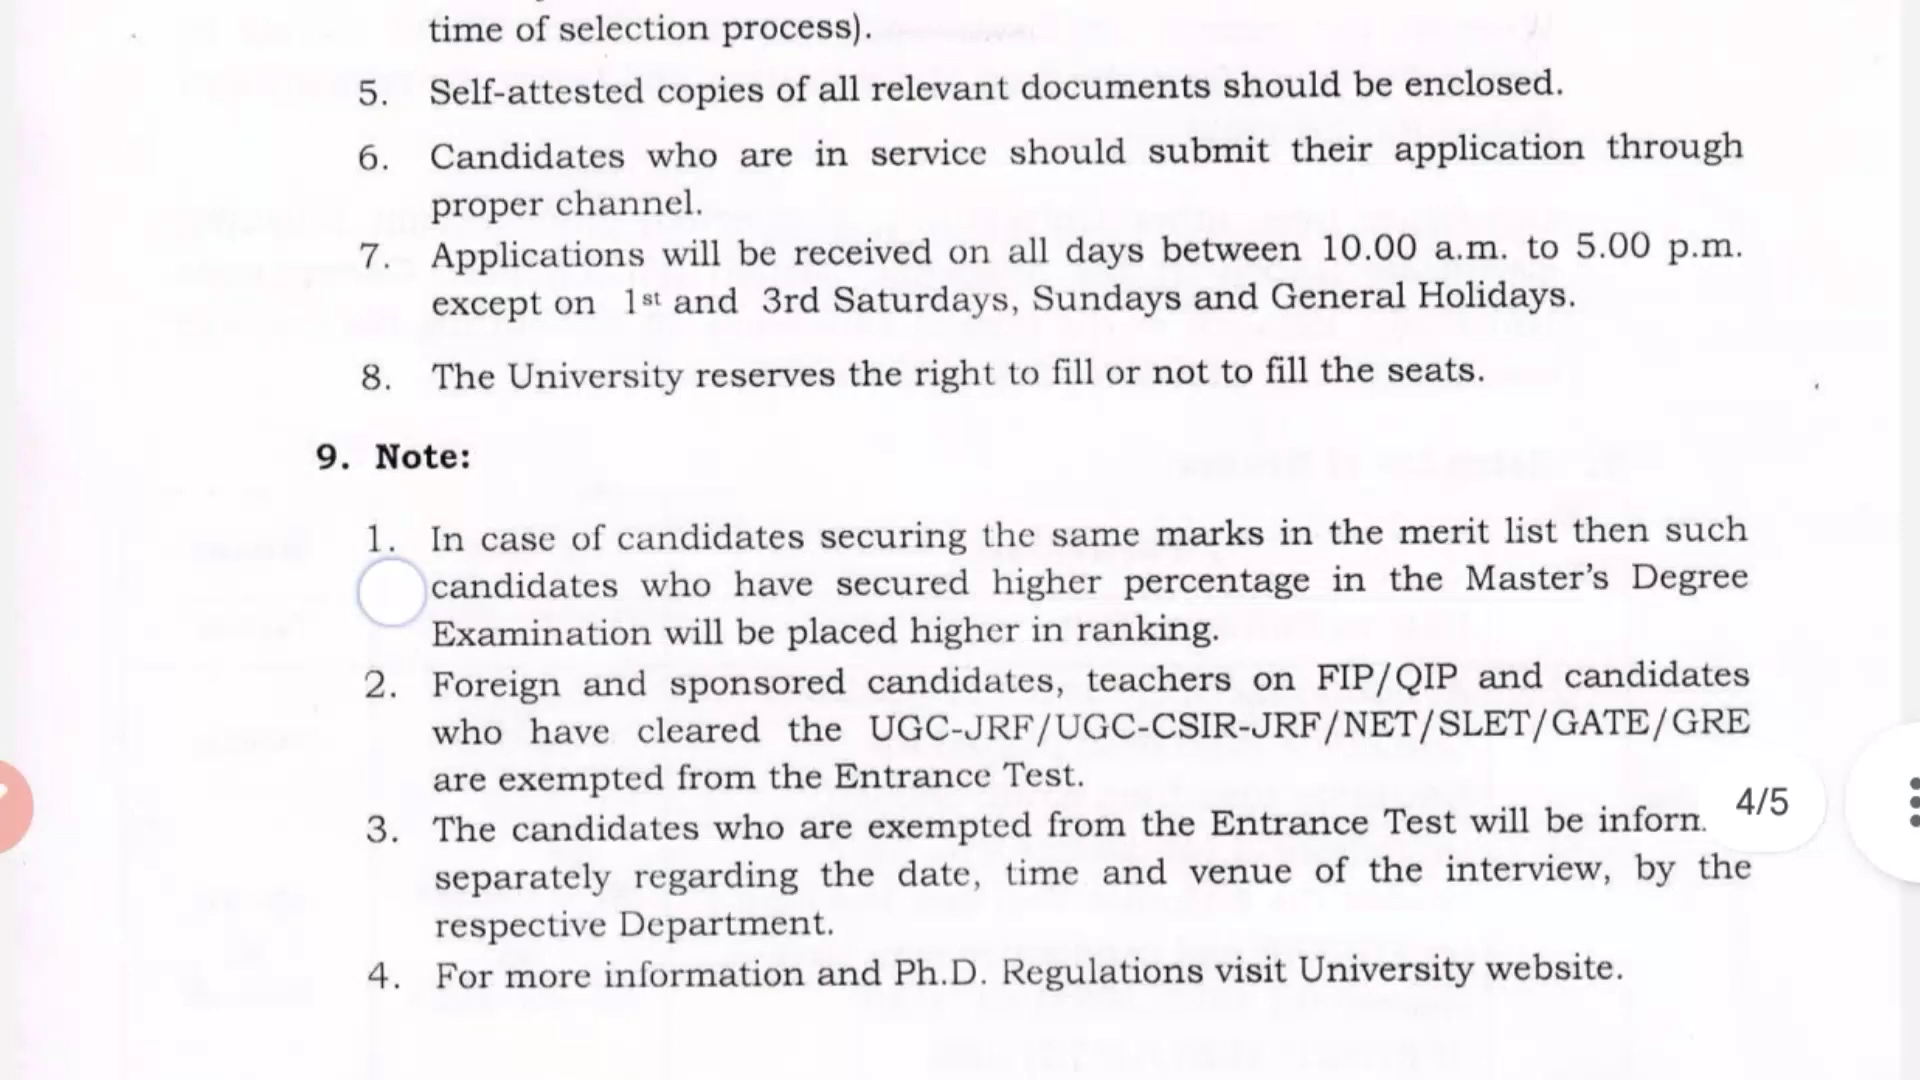 time of selection process).
5. Self-attested copies of all relevant documents should be enclosed.
6. Candidates who are in service should submit their application through
proper channel.
7. Applications will be received on all days between 10.00 a.m. to 5.00 p.m.
except on 1st and 3rd Saturdays, Sundays and General Holidays.
8. The University reserves the right to fill or not to fill the seats.
9. Note:
1. In case of candidates securing the same marks in the merit list then such
candidates who have secured higher percentage in the Master's Degree
Examination will be placed higher in ranking.
2. Foreign and sponsored candidates, teachers on FIP/QIP and candidates
who have cleared the UGC-JRF/UGC-CSIR-JRF/NET/SLET/GATE/GRE
are exempted from the Entrance Test.
4/5
3. The candidates who are exempted from the Entrance Test will be
separately regarding the date, time and venue of the interview, by the
respective Department.
4. For more information and Ph.D. Regulations visit University website.